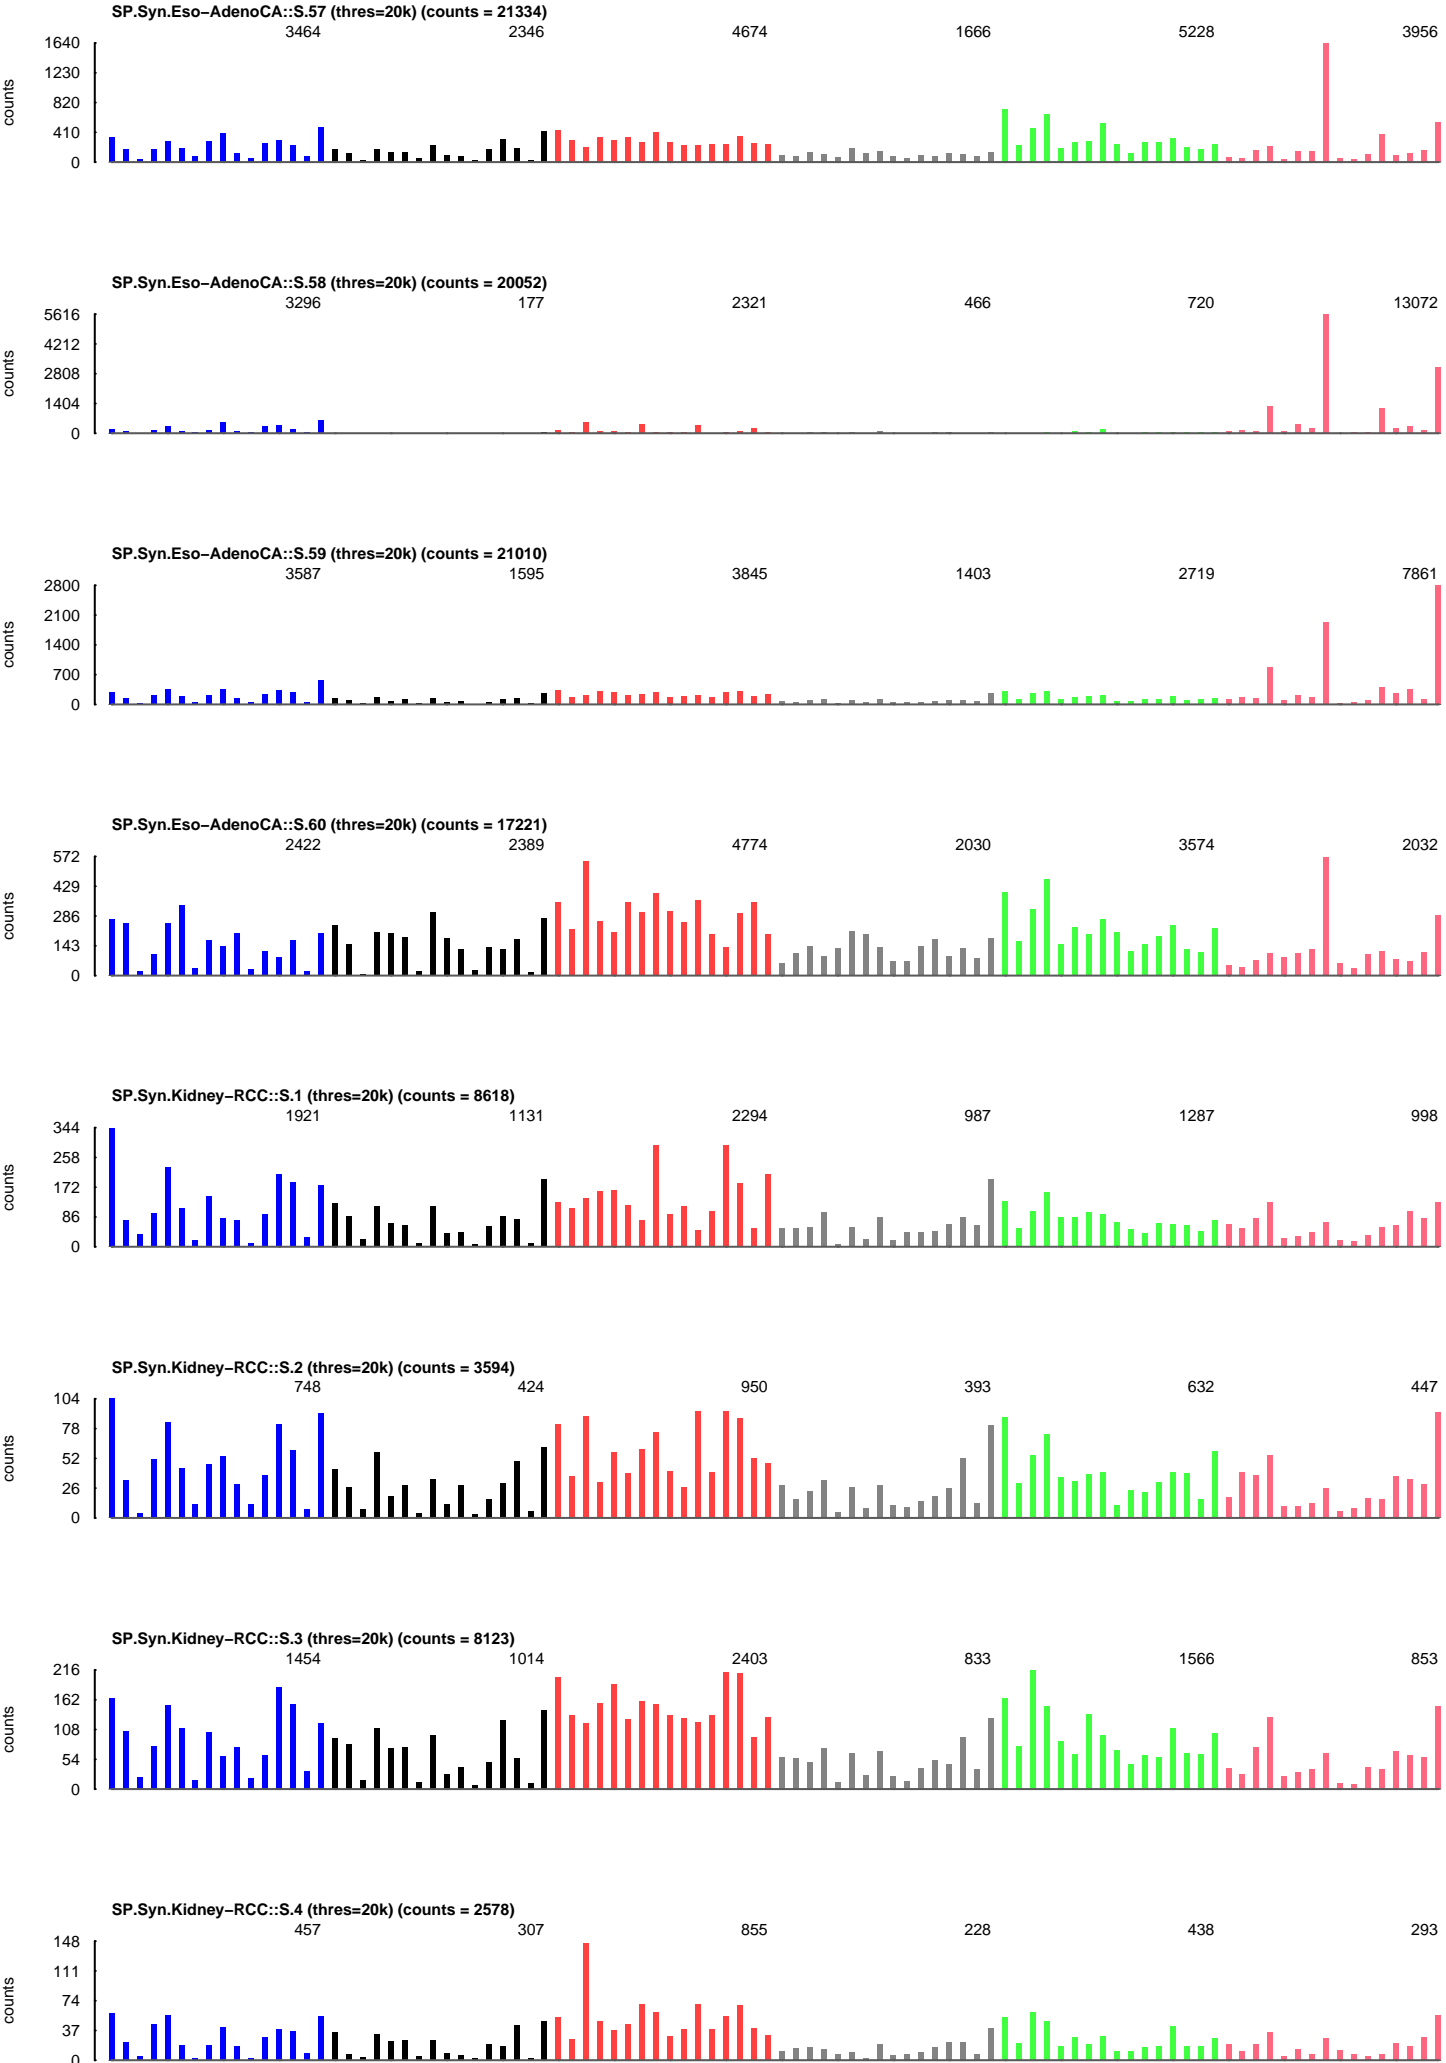 SP.Syn.Eso−AdenoCA::S.57 (thres=20k) (counts = 21334)
3464 2346 4674 1666 5228 3956
1640
1230
820
410
0
counts
SP.Syn.Eso−AdenoCA::S.58 (thres=20k) (counts = 20052)
3296 177 2321 466 720 13072
5616
4212
2808
1404
0
counts
SP.Syn.Eso−AdenoCA::S.59 (thres=20k) (counts = 21010)
3587 1595 3845 1403 2719 7861
2800
2100
1400
700
0
counts
SP.Syn.Eso−AdenoCA::S.60 (thres=20k) (counts = 17221)
2422 2389 4774 2030 3574 2032
572
429
286
143
0
counts
SP.Syn.Kidney−RCC::S.1 (thres=20k) (counts = 8618)
1921 1131 2294 987 1287 998
344
258
172
86
0
counts
SP.Syn.Kidney−RCC::S.2 (thres=20k) (counts = 3594)
748 424 950 393 632 447
104
78
52
26
0
counts
SP.Syn.Kidney−RCC::S.3 (thres=20k) (counts = 8123)
1454 1014 2403 833 1566 853
216
162
108
54
0
counts
SP.Syn.Kidney−RCC::S.4 (thres=20k) (counts = 2578)
457 307 855 228 438 293
148
111
74
37
0
counts